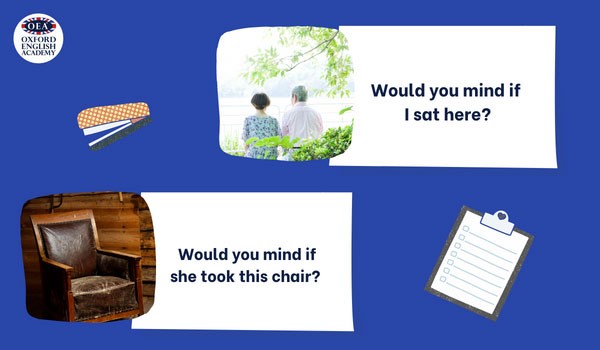 OEA
OXFORD
ENGLISH
ACADEMY
Would you mind if
I sat here?
Would you mind if
she took this chair?